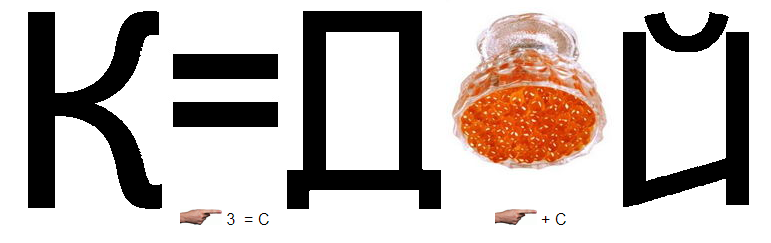 К=Д Й
3 = С + С